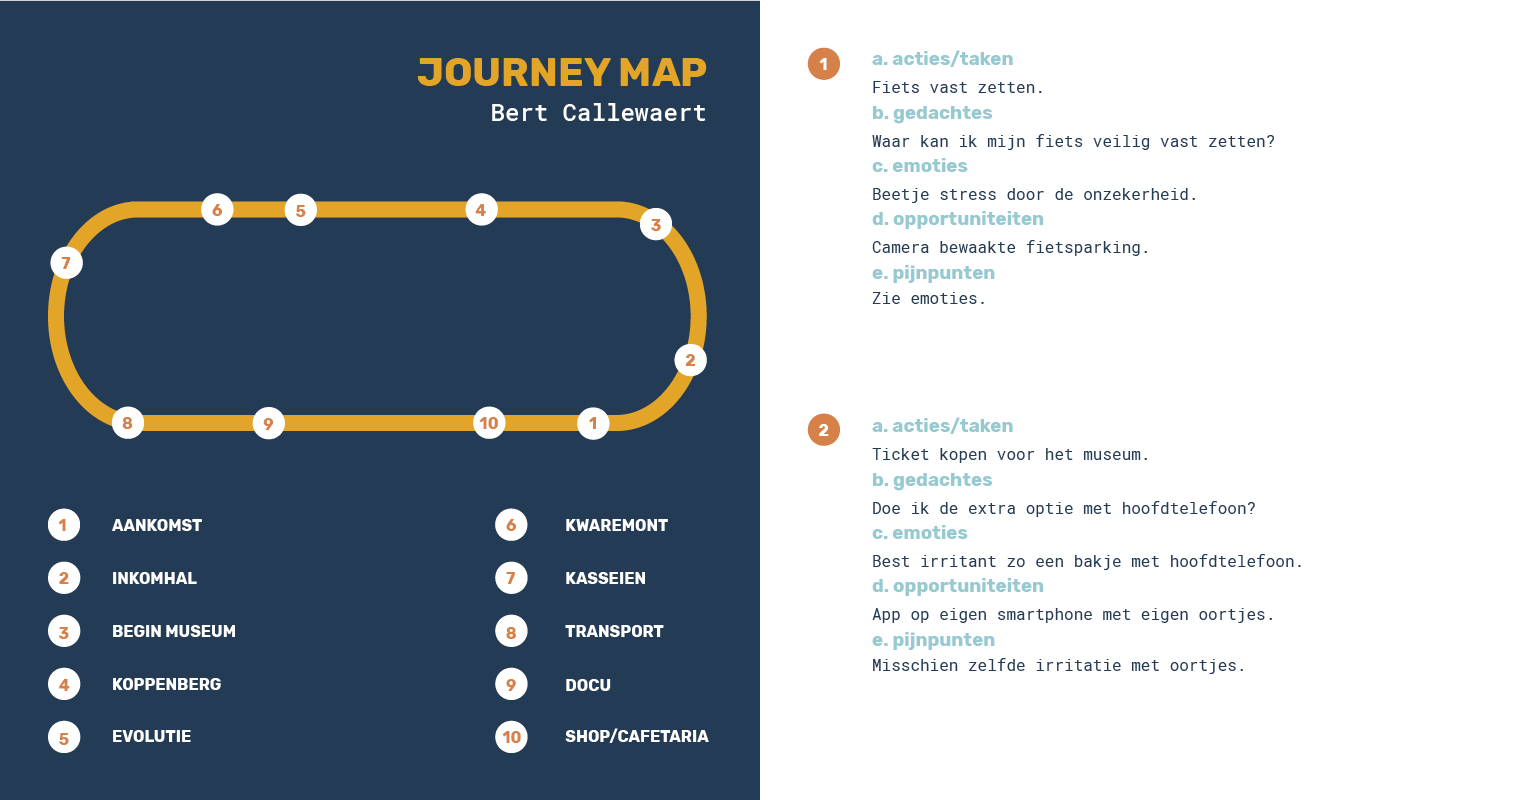 JOURNEY MAP
Bert Callewaert
6
5
4
3
7
2
8
9
10
1
1 AANKOMST
2 INKOMHAL
3 BEGIN MUSEUM
4 KOPPENBERG
5 EVOLUTIE
6 KWAREMONT
7 KASSEIEN
8 TRANSPORT
9 DOCU
10 SHOP/CAFETARIA
1
a. acties/taken
Fiets vast zetten.
b. gedachtes
Waar kan ik mijn fiets veilig vast zetten?
c. emoties
Beetje stress door de onzekerheid.
d. opportuniteiten
Camera bewaakte fietsparking.
e. pijnpunten
Zie emoties.
2
a. acties/taken
Ticket kopen voor het museum.
b. gedachtes
Doe ik de extra optie met hoofdtelefoon?
c. emoties
Best irritant zo een bakje met hoofdtelefoon.
d. opportuniteiten
App op eigen smartphone met eigen oortjes.
e. pijnpunten
Misschien zelfde irritatie met oortjes.